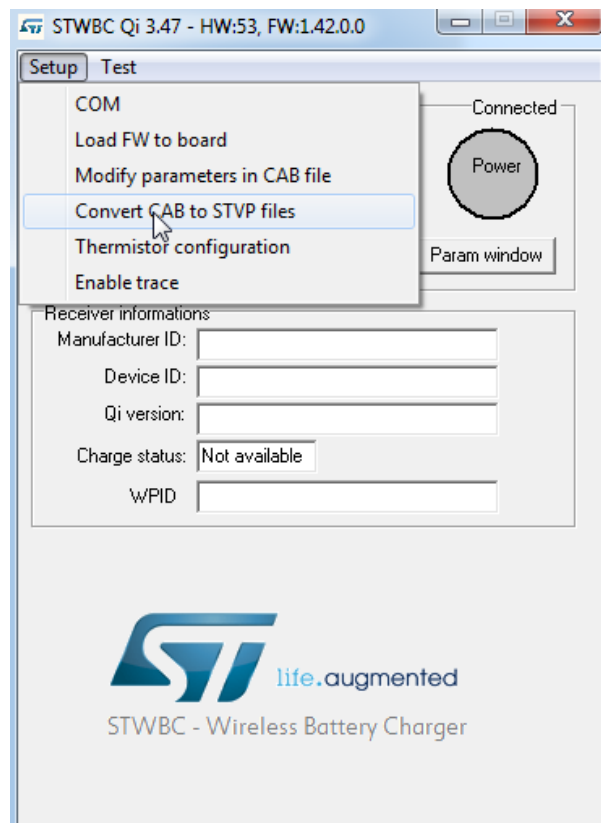 STWBC Qi 3.47 - HW:53, FW:1.42.0.0
Setup Test
COM
Load FW to board
Modify parameters in CAB file
Convert CAB to STVP files
Thermistor configuration
Enable trace
Connected
Power
Param window
Receiver informations
Manufacturer ID:
Device ID:
Qi version:
Charge status: Not available
WPID
ST life.augmented
STWBC - Wireless Battery Charger